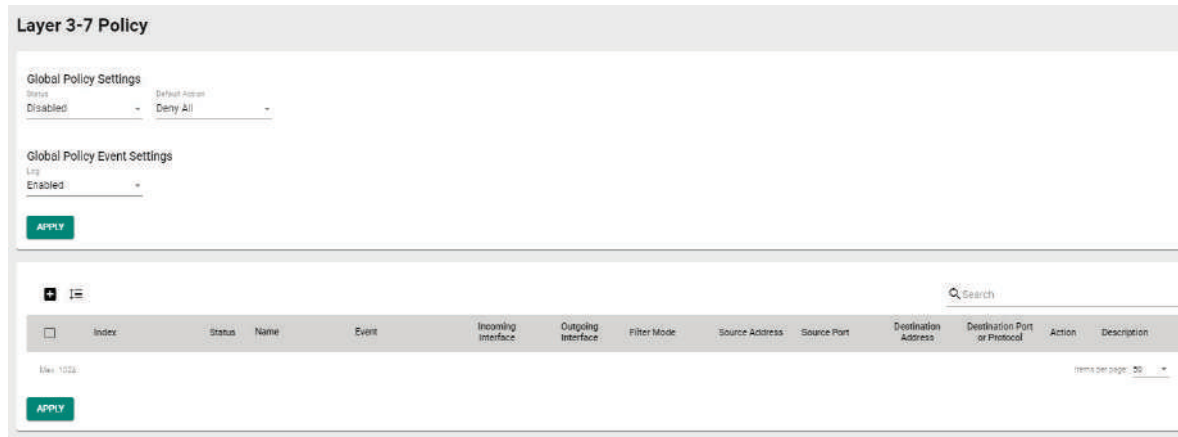 Layer 3-7 Policy
Global Policy Settings
Status Default Action
Disabled Deny All
Global Policy Event Settings
Log
Enabled
APPLY
Search
Index Status Name Event Incoming Interface Outgoing Interface Filter Mode Source Address Source Port Destination Address Destination Port or Protocol Action Description
Items per page: 50
APPLY